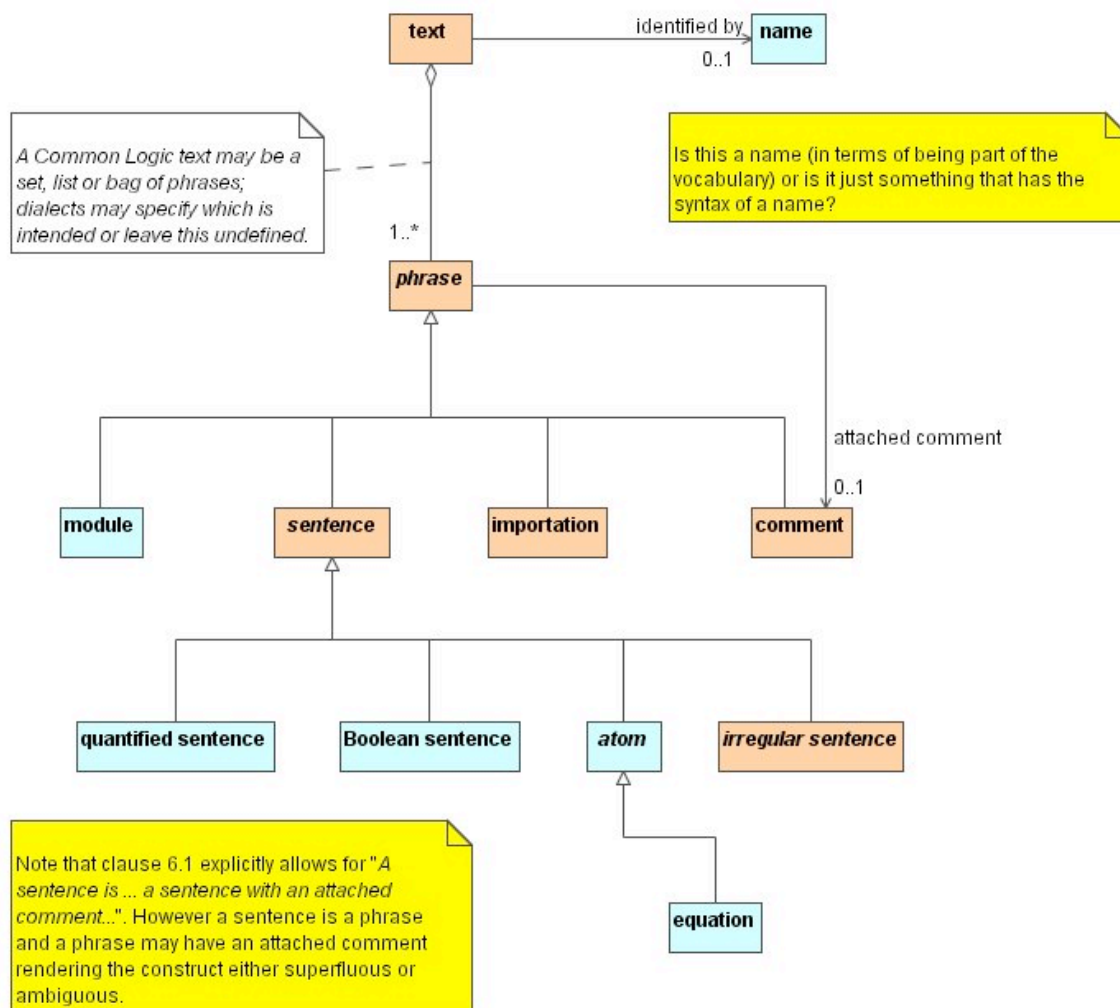 text
identified by
0..1
name
A Common Logic text may be a
set, list or bag of phrases;
dialects may specify which is
intended or leave this undefined.
Is this a name (in terms of being part of the
vocabulary) or is it just something that has the
syntax of a name?
1..*
phrase
attached comment
0..1
module
sentence
importation
comment
quantified sentence
Boolean sentence
atom
irregular sentence
Note that clause 6.1 explicitly allows for "A
sentence is ... a sentence with an attached
comment...". However a sentence is a phrase
and a phrase may have an attached comment
rendering the construct either superfluous or
ambiguous.
equation